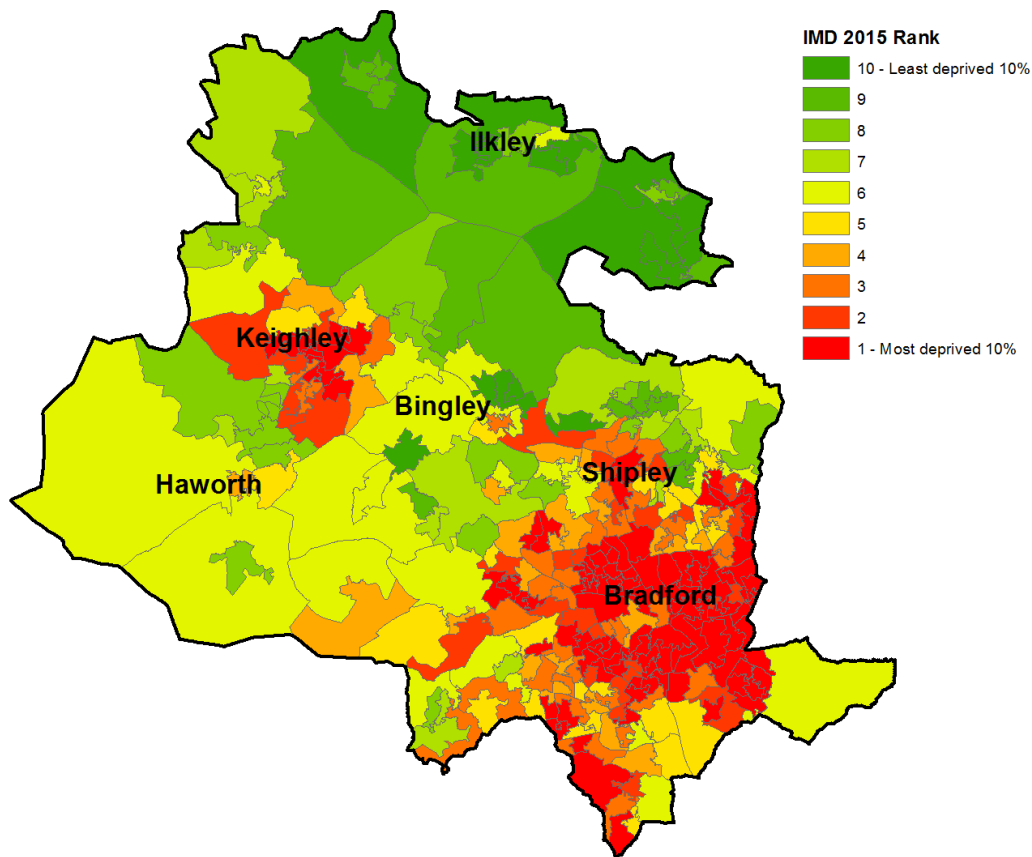 IMD 2015 Rank
10 - Least deprived 10%
9
8
7
6
5
4
3
2
1 - Most deprived 10%
Ilkley
Keighley
Bingley
Haworth
Shipley
Bradford